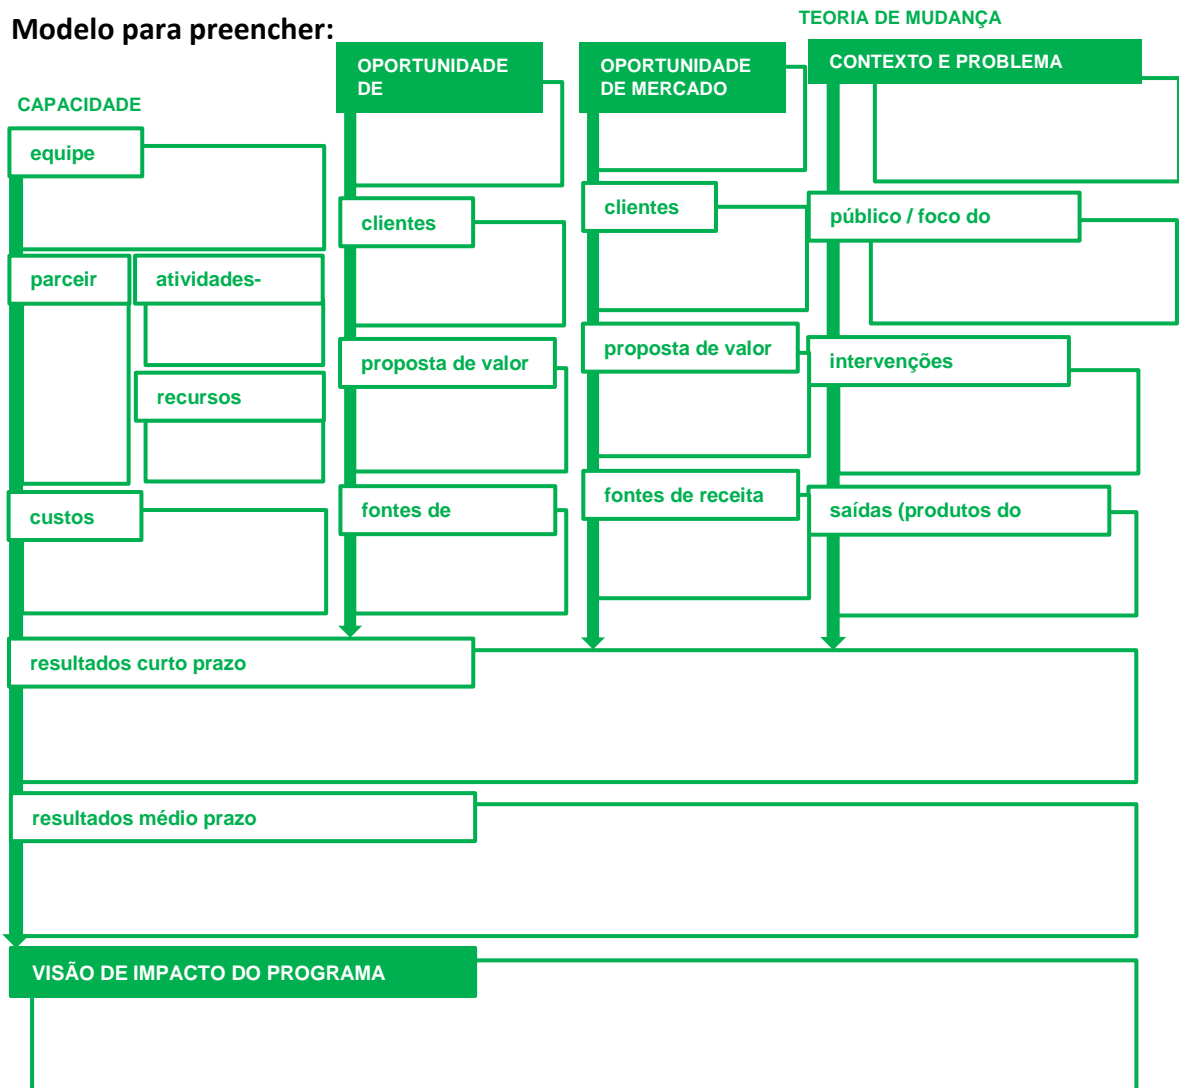 Modelo para preencher:
TEORIA DE MUDANÇA
CAPACIDADE
equipe
parceir
atividades-
recursos
custos
OPORTUNIDADE
DE
clientes
proposta de valor
fontes de
OPORTUNIDADE
DE MERCADO
clientes
proposta de valor
fontes de receita
CONTEXTO E PROBLEMA
público / foco do
intervenções
saídas (produtos do
resultados curto prazo
resultados médio prazo
VISÃO DE IMPACTO DO PROGRAMA